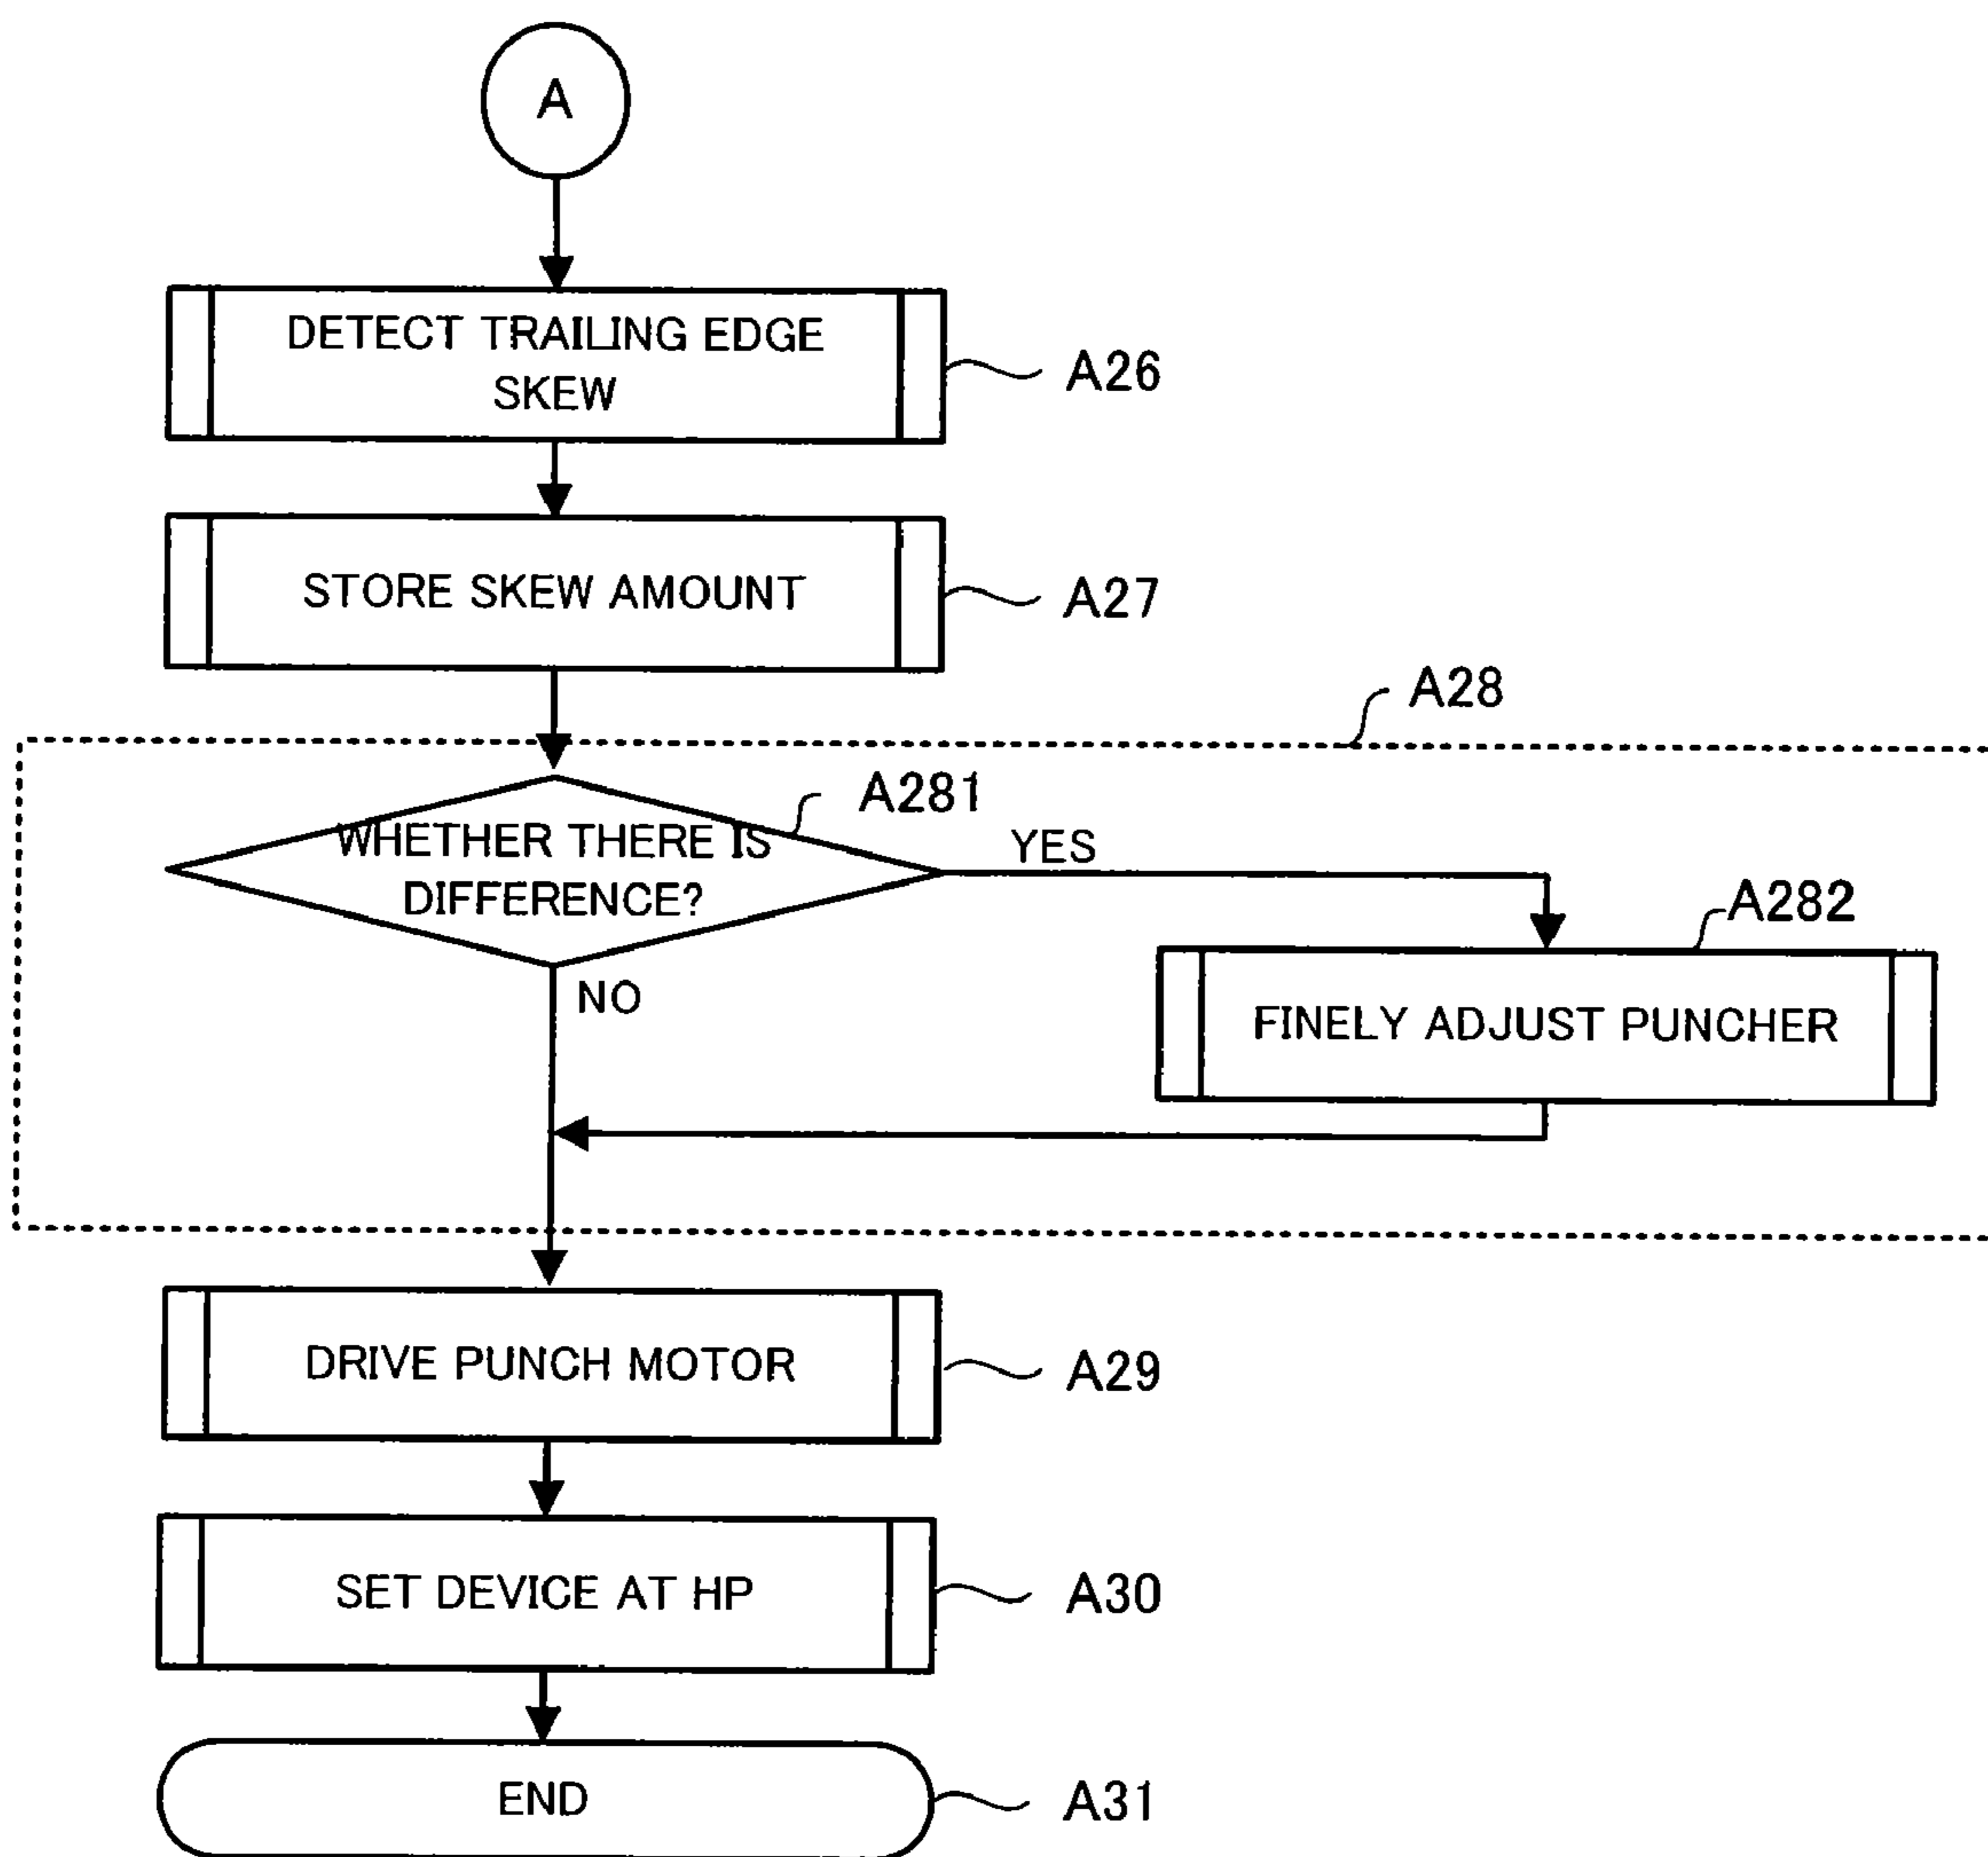 A
DETECT TRAILING EDGE
SKEW
A26
STORE SKEW AMOUNT
A27
A28
A281
WHETHER THERE IS
DIFFERENCE?
YES
A282
NO
FINELY ADJUST PUNCHER
DRIVE PUNCH MOTOR
A29
SET DEVICE AT HP
A30
END
A31